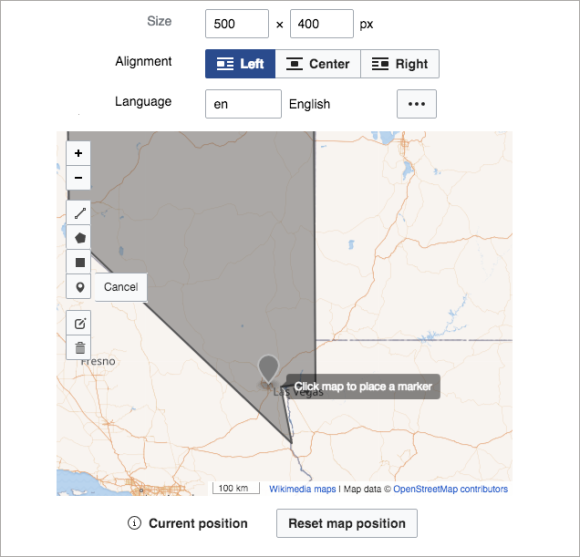 Size 500 × 400 px
Alignment Left Center Right
Language en English •••
+
−
Cancel
Fresno
Click map to place a marker
Las Vegas
100 km Wikimedia maps | Map data © OpenStreetMap contributors
Current position Reset map position